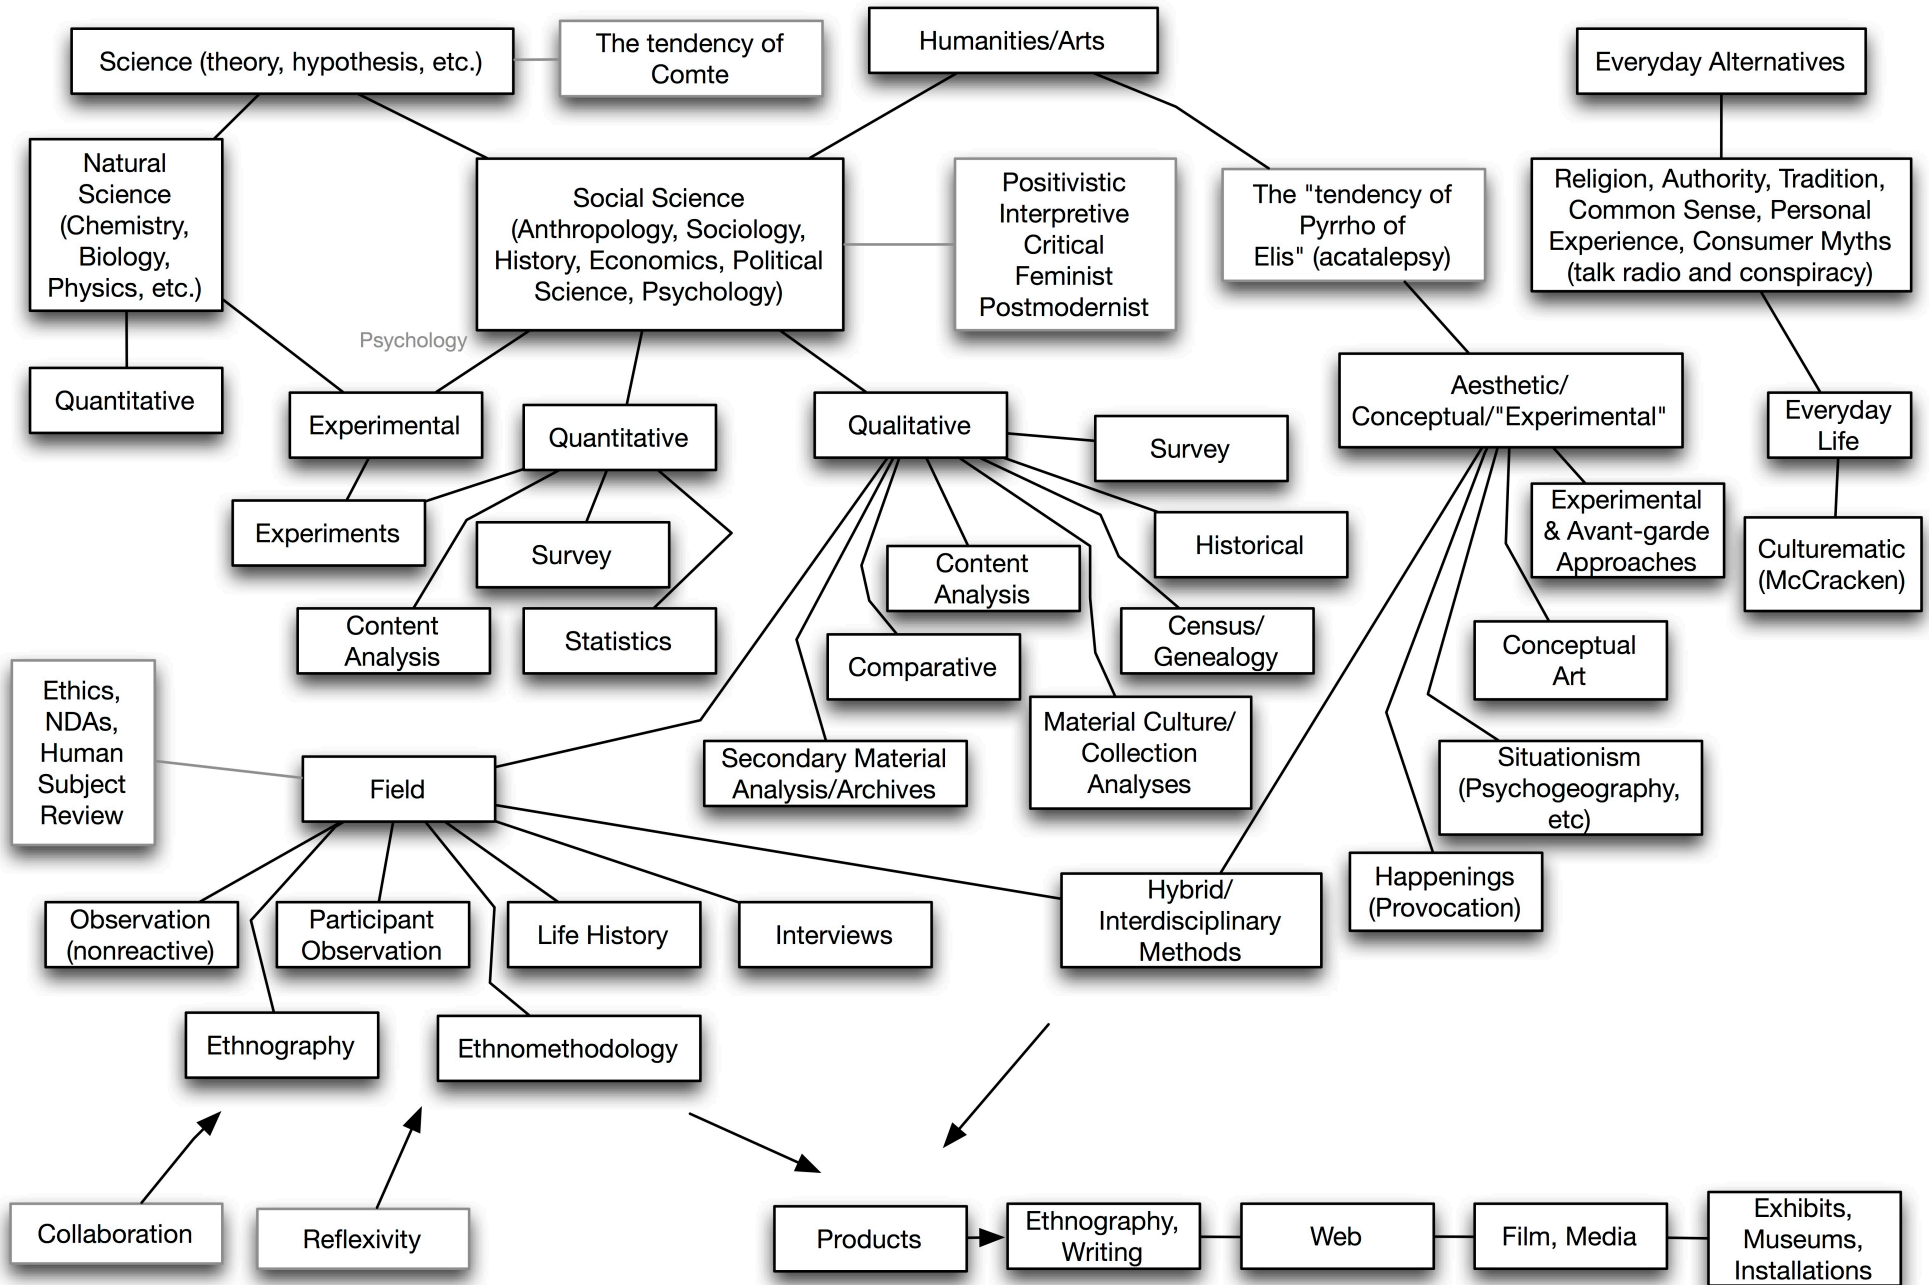 Science (theory, hypothesis, etc.)
The tendency of
Comte
Humanities/Arts
Everyday Alternatives
Natural
Science
(Chemistry,
Biology,
Physics, etc.)
Social Science
(Anthropology, Sociology,
History, Economics, Political
Science, Psychology)
Positivistic
Interpretive
Critical
Feminist
Postmodernist
The "tendency of
Pyrrho of
Elis" (acatalepsy)
Religion, Authority, Tradition,
Common Sense, Personal
Experience, Consumer Myths
(talk radio and conspiracy)
Psychology
Quantitative
Experimental
Quantitative
Qualitative
Survey
Aesthetic/
Conceptual/"Experimental"
Everyday
Life
Experiments
Survey
Content
Analysis
Statistics
Content
Analysis
Historical
Comparative
Census/
Genealogy
Experimental
& Avant-garde
Approaches
Culturematic
(McCracken)
Conceptual
Art
Ethics,
NDAs,
Human
Subject
Review
Field
Secondary Material
Analysis/Archives
Material Culture/
Collection
Analyses
Situationism
(Psychogeography,
etc)
Happenings
(Provocation)
Observation
(nonreactive)
Participant
Observation
Life History
Interviews
Hybrid/
Interdisciplinary
Methods
Ethnography
Ethnomethodology
Collaboration
Reflexivity
Products
Ethnography,
Writing
Web
Film, Media
Exhibits,
Museums,
Installations